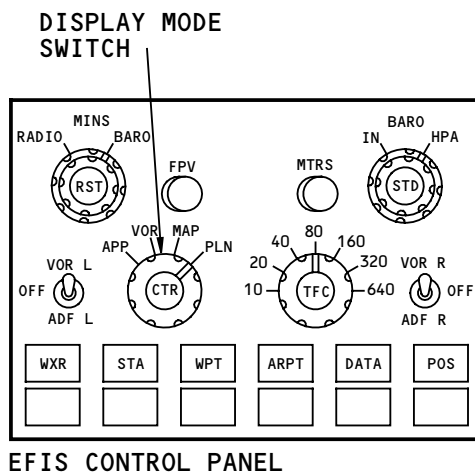 DISPLAY MODE
SWITCH
MINS
RADIO
BARO
RST
FPV
MTRS
BARO
IN
HPA
STD
VOR
MAP
APP
PLN
CTR
VOR L
OFF
ADF L
80
40
160
20
320
10
640
TFC
VOR R
OFF
ADF R
WXR
STA
WPT
ARPT
DATA
POS
EFIS CONTROL PANEL